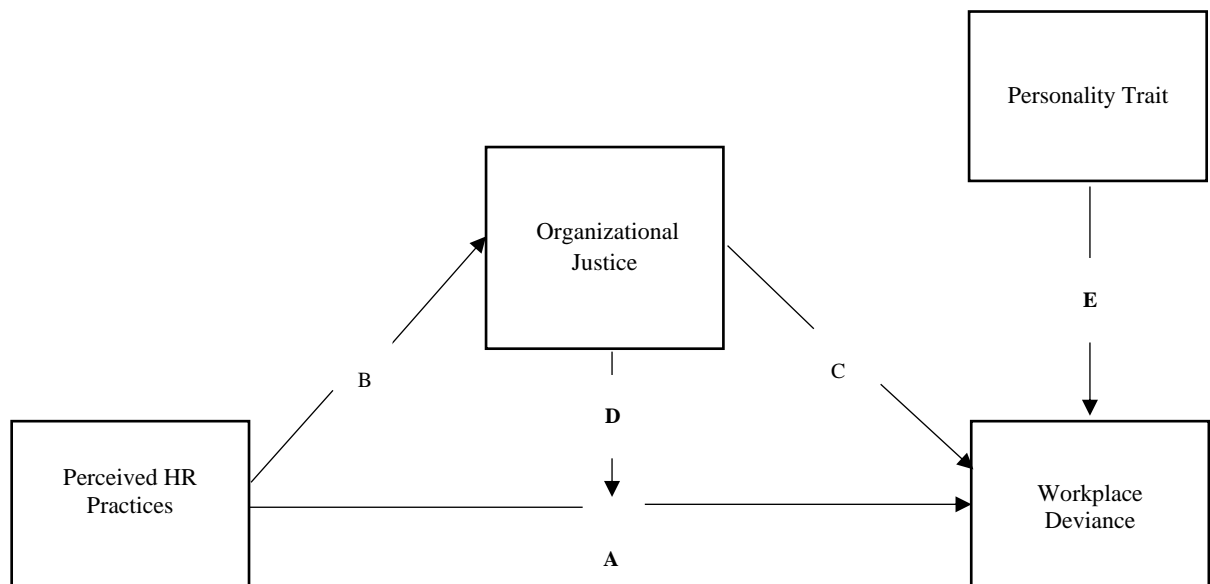 Personality Trait
Organizational
Justice
E
B
C
D
Perceived HR
Practices
Workplace
Deviance
A